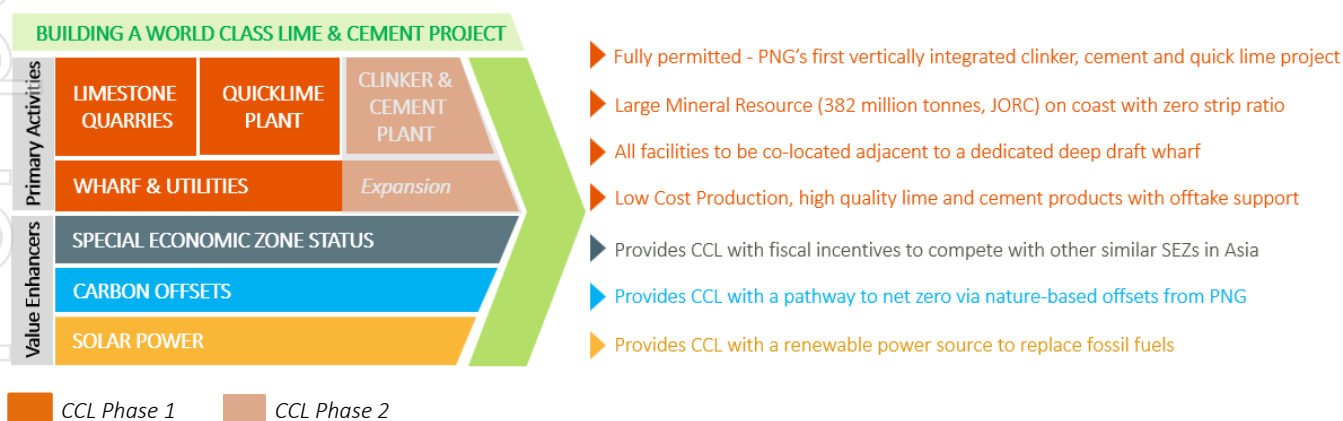 BUILDING A WORLD CLASS LIME & CEMENT PROJECT
Primary Activities
LIMESTONE
QUARRIES
QUICKLIME
PLANT
CLINKER &
CEMENT
PLANT
WHARF & UTILITIES
Expansion
Value Enhancers
SPECIAL ECONOMIC ZONE STATUS
CARBON OFFSETS
SOLAR POWER
Fully permitted - PNG's first vertically integrated clinker, cement and quick lime project
Large Mineral Resource (382 million tonnes, JORC) on coast with zero strip ratio
All facilities to be co-located adjacent to a dedicated deep draft wharf
Low Cost Production, high quality lime and cement products with offtake support
Provides CCL with fiscal incentives to compete with other similar SEZs in Asia
Provides CCL with a pathway to net zero via nature-based offsets from PNG
Provides CCL with a renewable power source to replace fossil fuels
CCL Phase 1
CCL Phase 2